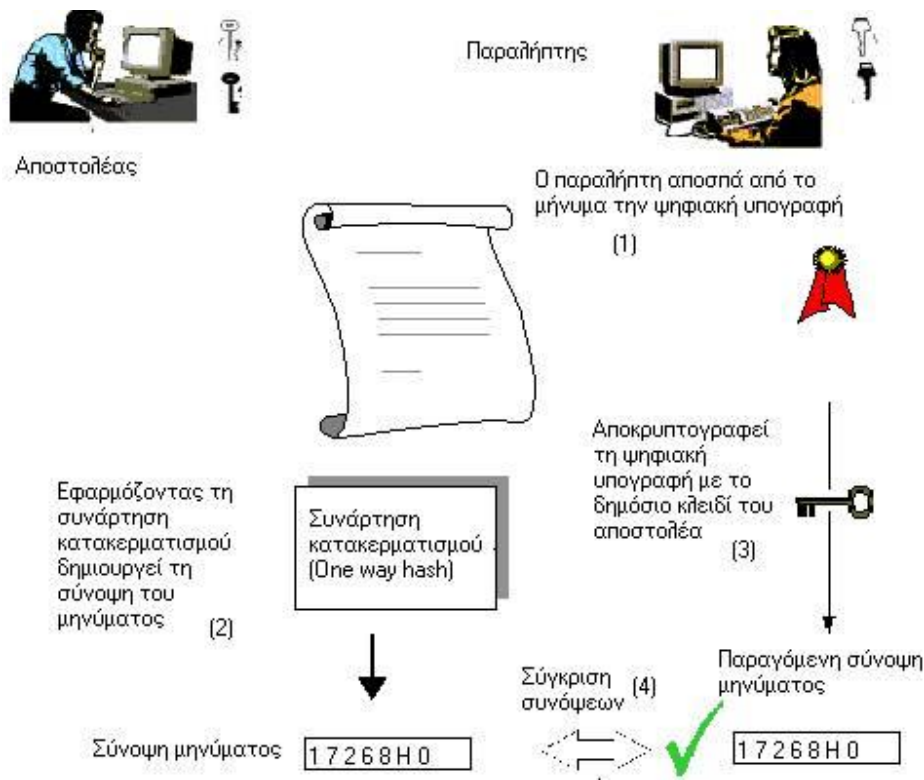 Παραλήπτης
Αποστολέας
Ο παραλήπτη αποσπά από το
μήνυμα την ψηφιακή υπογραφή
(1)
Αποκρυπτογραφεί
τη ψηφιακή
υπογραφή με το
δημόσιο κλειδί του
αποστολέα
(3)
Εφαρμόζοντας τη
συνάρτηση
κατακερματισμού
δημιουργεί τη
σύνοψη του
μηνύματος (2)
Συνάρτηση
κατακερματισμού
(One way hash)
Παραγόμενη σύνοψη
μηνύματος
Σύγκριση (4)
συνόψεων
Σύνοψη μηνύματος 17268H0
17268H0